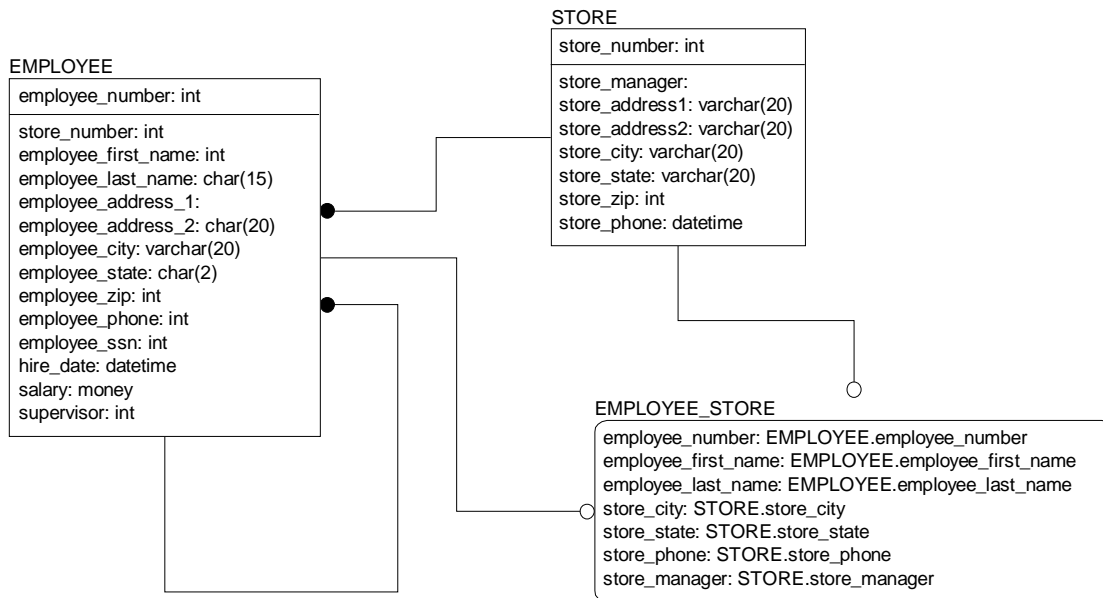 STORE
store_number: int
store_manager:
store_address1: varchar(20)
store_address2: varchar(20)
store_city: varchar(20)
store_state: varchar(20)
store_zip: int
store_phone: datetime
EMPLOYEE
employee_number: int
store_number: int
employee_first_name: int
employee_last_name: char(15)
employee_address_1:
employee_address_2: char(20)
employee_city: varchar(20)
employee_state: char(2)
employee_zip: int
employee_phone: int
employee_ssn: int
hire_date: datetime
salary: money
supervisor: int
EMPLOYEE_STORE
employee_number: EMPLOYEE.employee_number
employee_first_name: EMPLOYEE.employee_first_name
employee_last_name: EMPLOYEE.employee_last_name
store_city: STORE.store_city
store_state: STORE.store_state
store_phone: STORE.store_phone
store_manager: STORE.store_manager